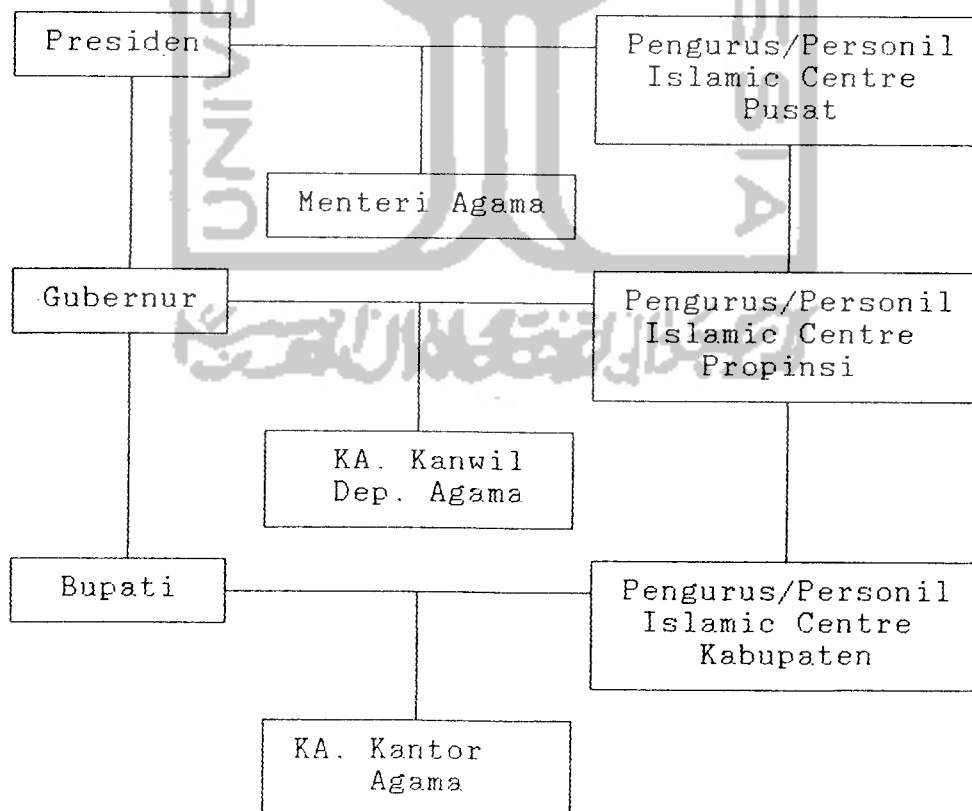 Presiden
Pengurus/Personil
Islamic Centre
Pusat
Menteri Agama
Gubernur
Pengurus/Personil
Islamic Centre
Propinsi
KA. Kanwil
Dep. Agama
Bupati
Pengurus/Personil
Islamic Centre
Kabupaten
KA. Kantor
Agama